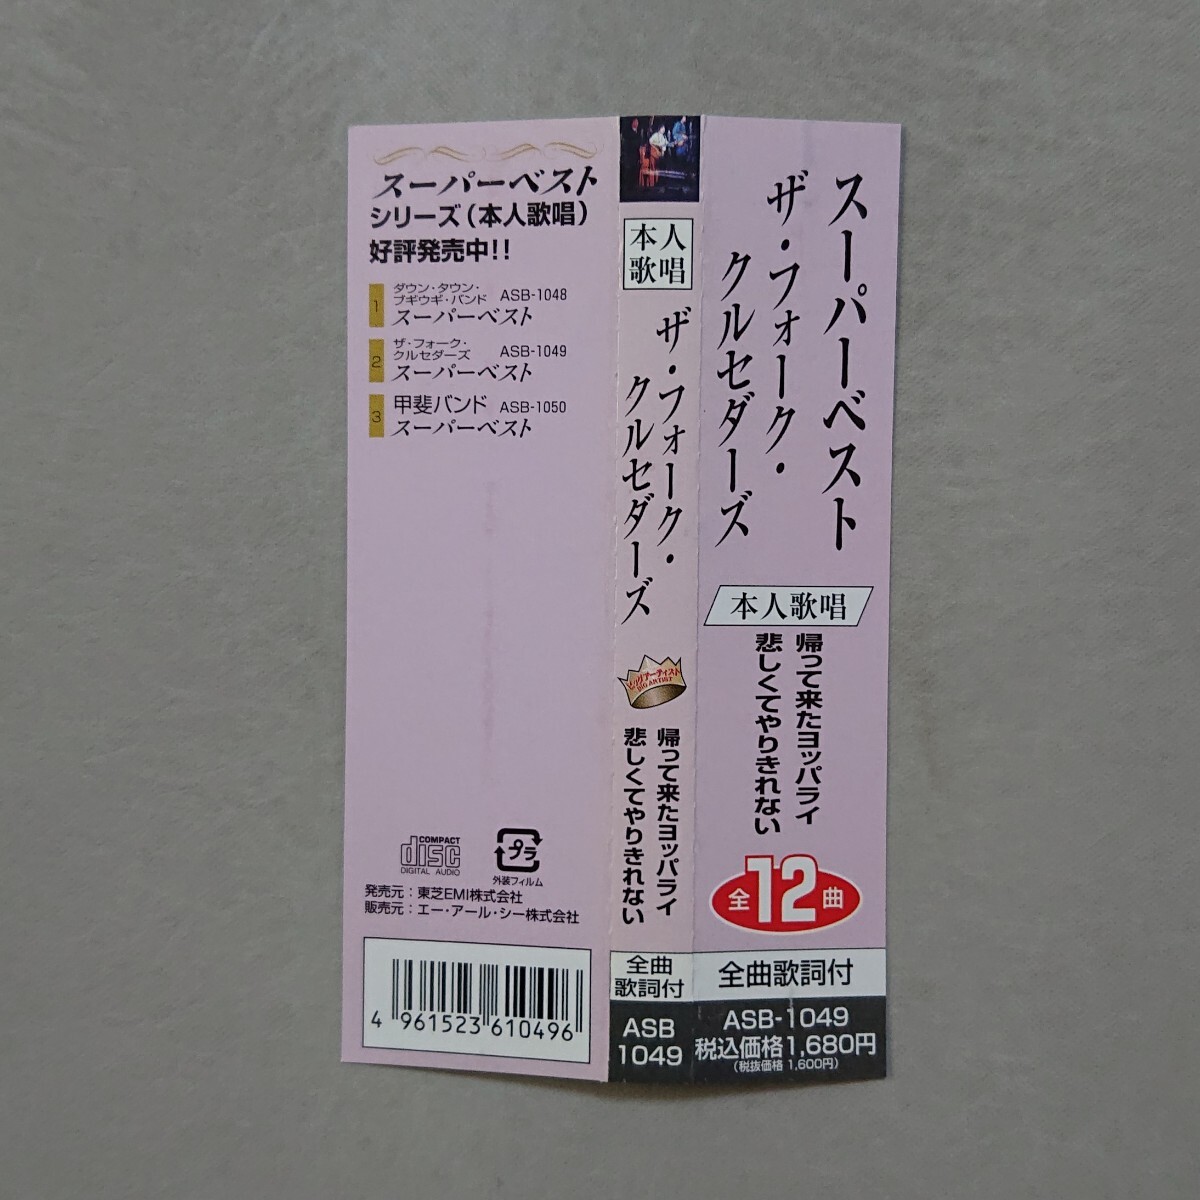 スーパーベスト
シリーズ（本人歌唱）
好評発売中!!
1
ダウン・タウン・
ブギウギ・バンド ASB-1048
スーパーベスト
2
ザ・フォーク・
クルセダーズ ASB-1049
スーパーベスト
3
甲斐バンド ASB-1050
スーパーベスト
COMPACT
disc
DIGITAL AUDIO
プラ
外装フィルム
発売元：東芝EMI株式会社
販売元：エー・アール・シー株式会社
4 961523 610496
本人
歌唱
ザ・フォーク・
クルセダーズ
ビッグアーティスト
BIG ARTIST
帰って来たヨッパライ
悲しくてやりきれない
全曲
歌詞付
ASB
1049
スーパーベスト
ザ・フォーク・
クルセダーズ
本人歌唱
帰って来たヨッパライ
悲しくてやりきれない
全12曲
全曲歌詞付
ASB-1049
税込価格1,680円
（税抜価格 1,600円）